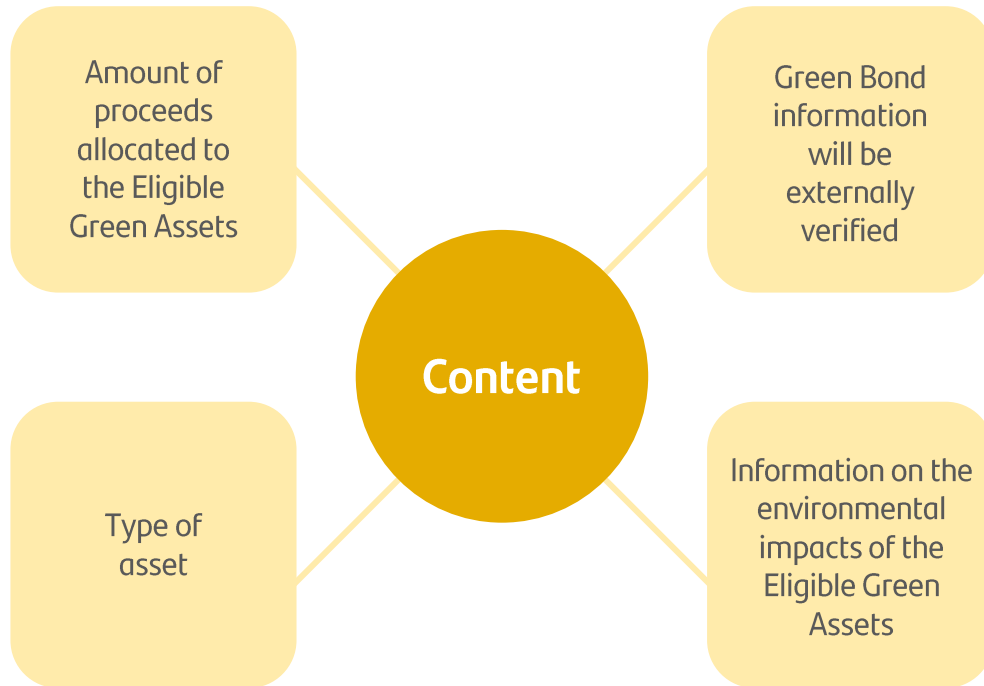 Amount of
proceeds
allocated to
the Eligible
Green Assets
Green Bond
information
will be
externally
verified
Content
Type of
asset
Information on the
environmental
impacts of the
Eligible Green
Assets